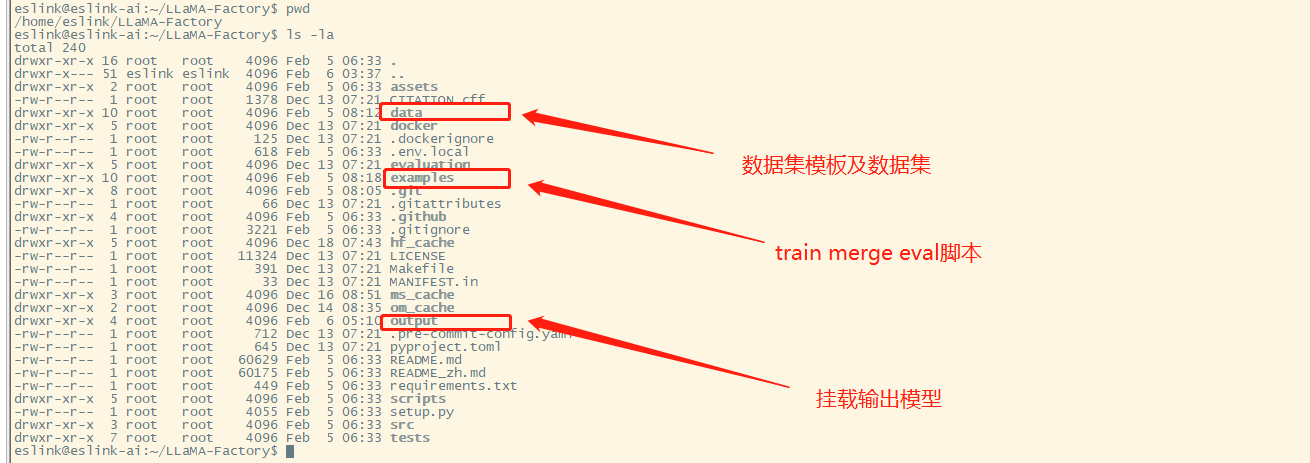 eslink@eslink-ai:~/LLaMA-Factory$ pwd
/home/eslink/LLaMA-Factory
eslink@eslink-ai:~/LLaMA-Factory$ ls -la
total 240
drwxr-xr-x 16 root   root    4096 Feb  5 06:33 .
drwxr-x--- 51 eslink eslink  4096 Feb  6 03:37 ..
drwxr-xr-x  2 root   root    4096 Feb  5 06:33 assets
-rw-r--r--  1 root   root    1378 Dec 13 07:21 CITATION.cff
drwxr-xr-x 10 root   root    4096 Feb  5 08:12 data
drwxr-xr-x  5 root   root    4096 Dec 13 07:21 docker
-rw-r--r--  1 root   root     125 Dec 13 07:21 .dockerignore
-rw-r--r--  1 root   root     618 Feb  5 06:33 .env.local
drwxr-xr-x  5 root   root    4096 Dec 13 07:21 evaluation
数据集模板及数据集
drwxr-xr-x 10 root   root    4096 Feb  5 08:18 examples
drwxr-xr-x  8 root   root    4096 Feb  5 08:05 .git
-rw-r--r--  1 root   root      66 Dec 13 07:21 .gitattributes
drwxr-xr-x  4 root   root    4096 Feb  5 06:33 .github
-rw-r--r--  1 root   root    3221 Feb  5 06:33 .gitignore
drwxr-xr-x  5 root   root    4096 Dec 18 07:43 hf_cache
train merge eval脚本
-rw-r--r--  1 root   root   11324 Dec 13 07:21 LICENSE
-rw-r--r--  1 root   root     391 Dec 13 07:21 Makefile
-rw-r--r--  1 root   root      33 Dec 13 07:21 MANIFEST.in
drwxr-xr-x  3 root   root    4096 Dec 16 08:51 ms_cache
drwxr-xr-x  2 root   root    4096 Dec 14 08:35 om_cache
drwxr-xr-x  4 root   root    4096 Feb  6 05:10 output
-rw-r--r--  1 root   root     712 Dec 13 07:21 .pre-commit-config.yaml
-rw-r--r--  1 root   root     645 Dec 13 07:21 pyproject.toml
-rw-r--r--  1 root   root   60629 Feb  5 06:33 README.md
-rw-r--r--  1 root   root   60175 Feb  5 06:33 README_zh.md
-rw-r--r--  1 root   root     449 Feb  5 06:33 requirements.txt
drwxr-xr-x  5 root   root    4096 Feb  5 06:33 scripts
挂载输出模型
-rw-r--r--  1 root   root    4055 Feb  5 06:33 setup.py
drwxr-xr-x  3 root   root    4096 Feb  5 06:33 src
drwxr-xr-x  7 root   root    4096 Feb  5 06:33 tests
eslink@eslink-ai:~/LLaMA-Factory$